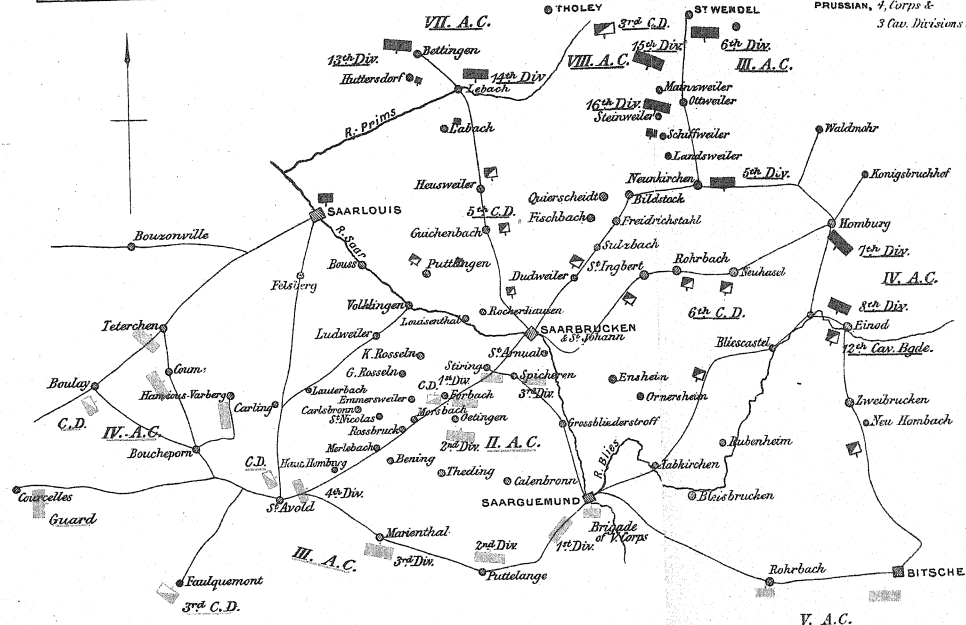 THOLEY
ST WENDEL
PRUSSIAN, 4, Corps &
3 Cav. Divisions
VII. A.C.
3rd C.D.
13th Div.
Bettingen
VIII. A.C.
15th Div.
6th Div.
III. A.C.
Huttersdorf
14th Div.
Lebach
Mainzweiler
16th Div.
Ottweiler
Steinweiler
R. Prims
Labach
Schiffweiler
Waldmohr
Landsweiler
Heusweiler
Neunkirchen
5th Div.
Konigsbruchhof
Quierscheidt
Bildstock
SAARLOUIS
5th C.D.
Fischbach
Freidrichstahl
Homburg
Bouzonville
R. Saar
Guichenbach
Sulzbach
7th Div.
Bouss
Puttlingen
Dudweiler
St Ingbert
Rohrbach
Neuhasel
IV. A.C.
Felsberg
6th C.D.
8th Div.
Volklingen
Louisenthal
Rockerhausen
Einod
Teterchen
Ludweiler
SAARBRUCKEN
& St Johann
Bliescastel
12th Cav. Bgde.
K. Rosseln
St Arnual
Coume
G. Rosseln
Stiring
Spicheren
Ensheim
Boulay
Hameous-Varberg
Lauterbach
C.D.
1st Div.
Forbach
3rd Div.
Ornersheim
Zweibrucken
Carling
Emmersweiler
Carlsbronn
Morsbach
Oetingen
C.D.
St Nicolas
Grossbliederstroff
Neu Hornbach
IV. A.C.
Rossbruck
2nd Div.
II. A.C.
Rubenheim
Boucheporn
Merlebach
R. Blies
C.D.
Haut Homburg
Bening
Theding
Calenbronn
Habkirchen
Courcelles
St Avold
4th Div.
SAARGUEMUND
Bleisbrucken
Guard
Marienthal
3rd Div.
2nd Div.
1st Div.
Brigade
of V. Corps
III. A.C.
Puttelange
Rohrbach
BITSCHE
Faulquemont
3rd C.D.
V. A.C.